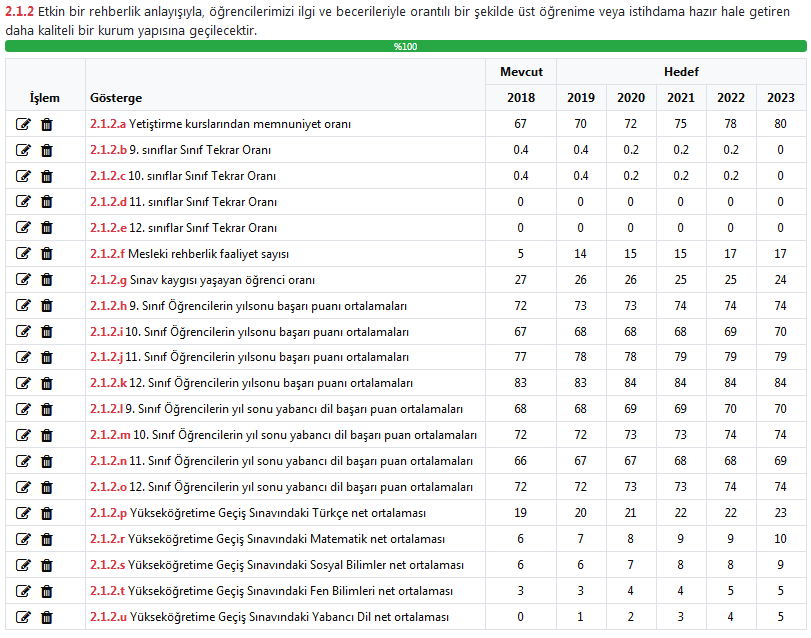 2.1.2 Etkin bir rehberlik anlayışıyla, öğrencilerimizi ilgi ve becerileriyle orantılı bir şekilde üst öğrenime veya istihdama hazır hale getiren
daha kaliteli bir kurum yapısına geçilecektir.
%100
Mevcut Hedef
İşlem Gösterge 2018 2019 2020 2021 2022 2023
2.1.2.a Yetiştirme kurslarından memnuniyet oranı 67 70 72 75 78 80
2.1.2.b 9. sınıflar Sınıf Tekrar Oranı 0.4 0.4 0.2 0.2 0.2 0
2.1.2.c 10. sınıflar Sınıf Tekrar Oranı 0.4 0.4 0.2 0.2 0.2 0
2.1.2.d 11. sınıflar Sınıf Tekrar Oranı 0 0 0 0 0 0
2.1.2.e 12. sınıflar Sınıf Tekrar Oranı 0 0 0 0 0 0
2.1.2.f Mesleki rehberlik faaliyet sayısı 5 14 15 15 17 17
2.1.2.g Sınav kaygısı yaşayan öğrenci oranı 27 26 26 25 25 24
2.1.2.h 9. Sınıf Öğrencilerin yılsonu başarı puanı ortalamaları 72 73 73 74 74 74
2.1.2.i 10. Sınıf Öğrencilerin yılsonu başarı puanı ortalamaları 67 68 68 68 69 70
2.1.2.j 11. Sınıf Öğrencilerin yılsonu başarı puanı ortalamaları 77 78 78 79 79 79
2.1.2.k 12. Sınıf Öğrencilerin yılsonu başarı puanı ortalamaları 83 83 84 84 84 84
2.1.2.l 9. Sınıf Öğrencilerin yıl sonu yabancı dil başarı puan ortalamaları 68 68 69 69 70 70
2.1.2.m 10. Sınıf Öğrencilerin yıl sonu yabancı dil başarı puan ortalamaları 72 72 73 73 74 74
2.1.2.n 11. Sınıf Öğrencilerin yıl sonu yabancı dil başarı puan ortalamaları 66 67 67 68 68 69
2.1.2.o 12. Sınıf Öğrencilerin yıl sonu yabancı dil başarı puan ortalamaları 72 72 73 73 74 74
2.1.2.p Yükseköğretime Geçiş Sınavındaki Türkçe net ortalaması 19 20 21 22 22 23
2.1.2.r Yükseköğretime Geçiş Sınavındaki Matematik net ortalaması 6 7 8 9 9 10
2.1.2.s Yükseköğretime Geçiş Sınavındaki Sosyal Bilimler net ortalaması 6 6 7 8 8 9
2.1.2.t Yükseköğretime Geçiş Sınavındaki Fen Bilimleri net ortalaması 3 3 4 4 5 5
2.1.2.u Yükseköğretime Geçiş Sınavındaki Yabancı Dil net ortalaması 0 1 2 3 4 5